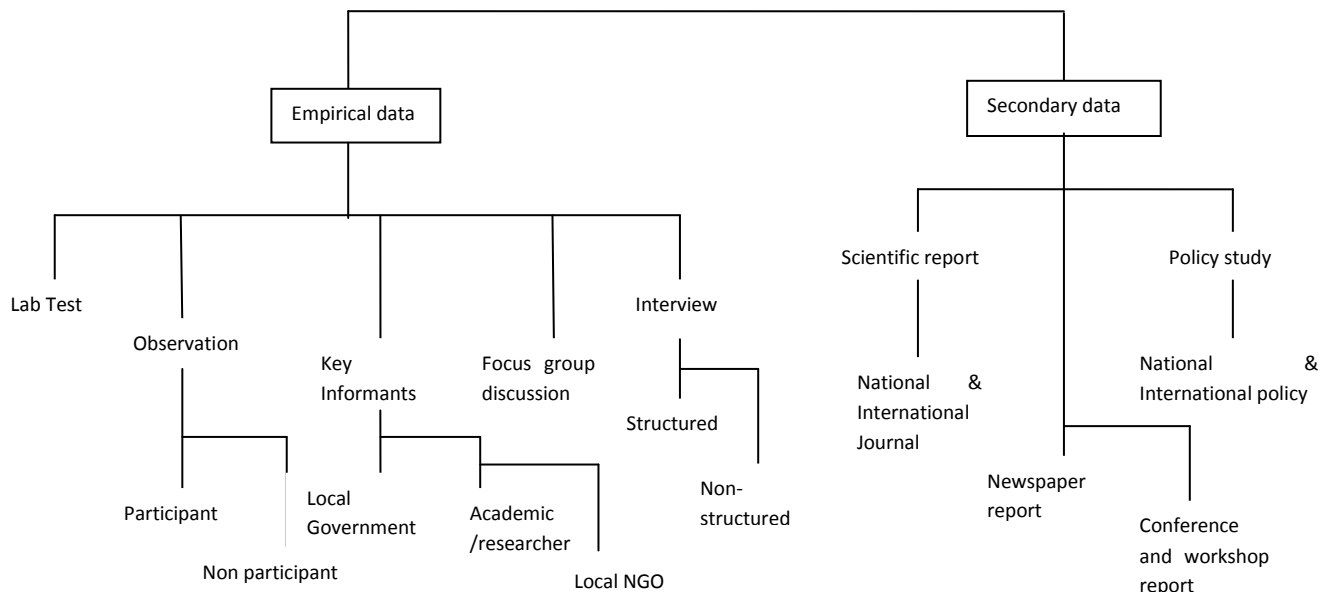 Empirical data
Secondary data
Scientific report
Policy study
Lab Test
Interview
Observation
Key
Informants
Focus group
discussion
National &
International
Journal
National &
International policy
Structured
Newspaper
report
Non-
structured
Local
Government
Participant
Academic
/researcher
Conference
and workshop
report
Non participant
Local NGO